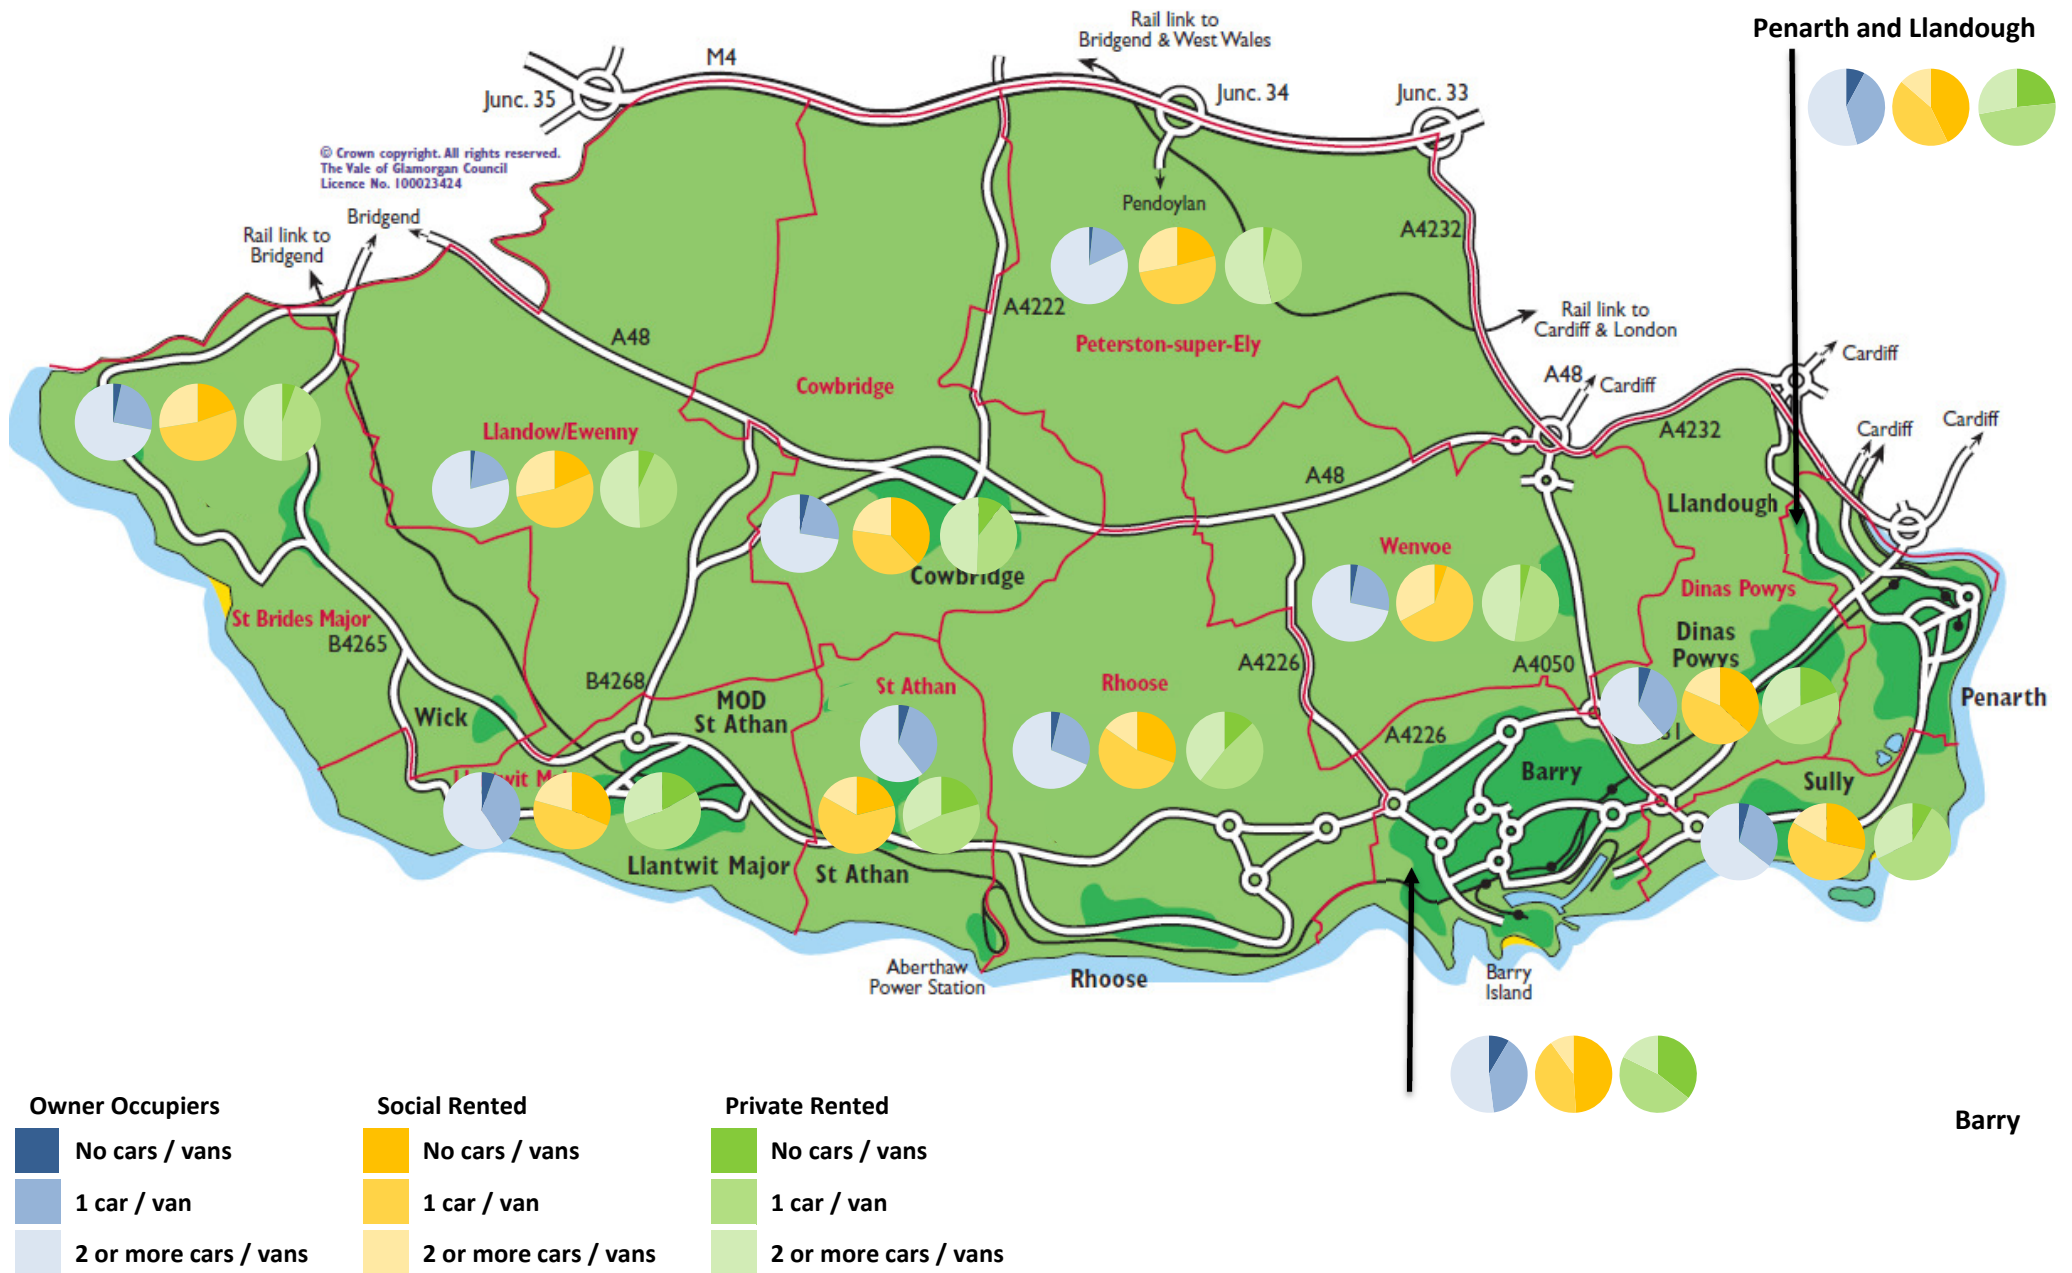 Rail link to
Bridgend & West Wales
Penarth and Llandough
M4
Junc. 35
Junc. 34
Junc. 33
© Crown copyright. All rights reserved.
The Vale of Glamorgan Council
Licence No. 100023424
Pendoylan
Bridgend
Rail link to
Bridgend
A4232
A4222
Rail link to
Cardiff & London
A48
Peterston-super-Ely
Cardiff
A48
Cardiff
Cowbridge
A4232
Cardiff
Cardiff
Llandow/Ewenny
A48
Llandough
Wenvoe
Cowbridge
Dinas Powys
St Brides Major
B4265
Dinas
Powys
A4226
A4050
B4268
St Athan
Rhoose
MOD
St Athan
Wick
Penarth
A4226
Barry
Sully
Llantwit Major
St Athan
Aberthaw
Power Station
Rhoose
Barry
Island
Barry
Owner Occupiers
No cars / vans
1 car / van
2 or more cars / vans
Social Rented
No cars / vans
1 car / van
2 or more cars / vans
Private Rented
No cars / vans
1 car / van
2 or more cars / vans